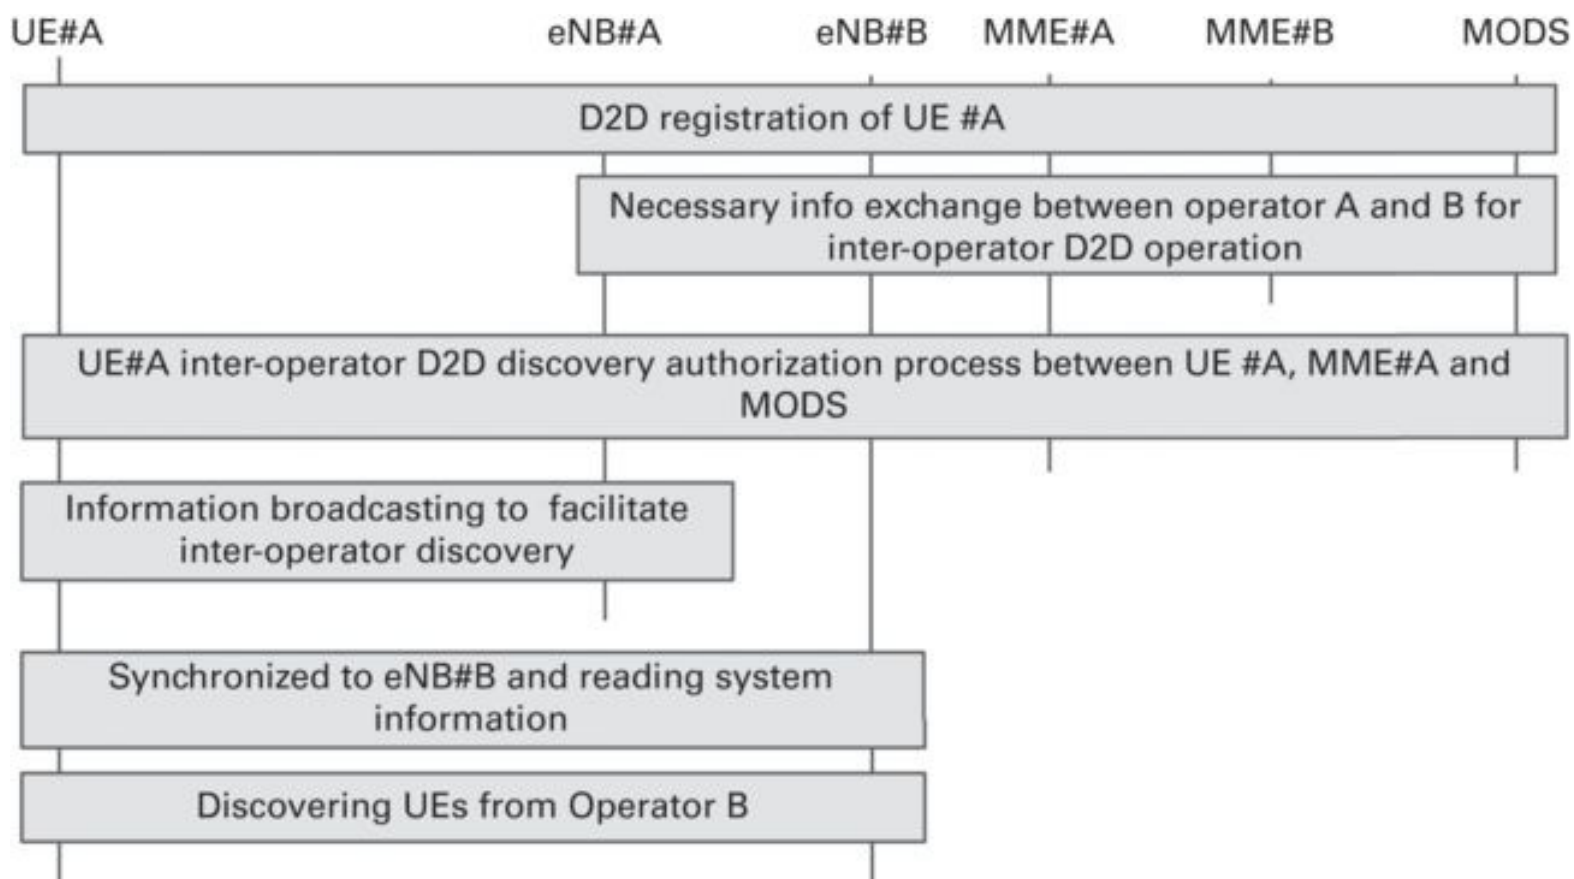 UE#A eNB#A eNB#B MME#A MME#B MODS
D2D registration of UE #A
Necessary info exchange between operator A and B for
inter-operator D2D operation
UE#A inter-operator D2D discovery authorization process between UE #A, MME#A and
MODS
Information broadcasting to facilitate
inter-operator discovery
Synchronized to eNB#B and reading system
information
Discovering UEs from Operator B